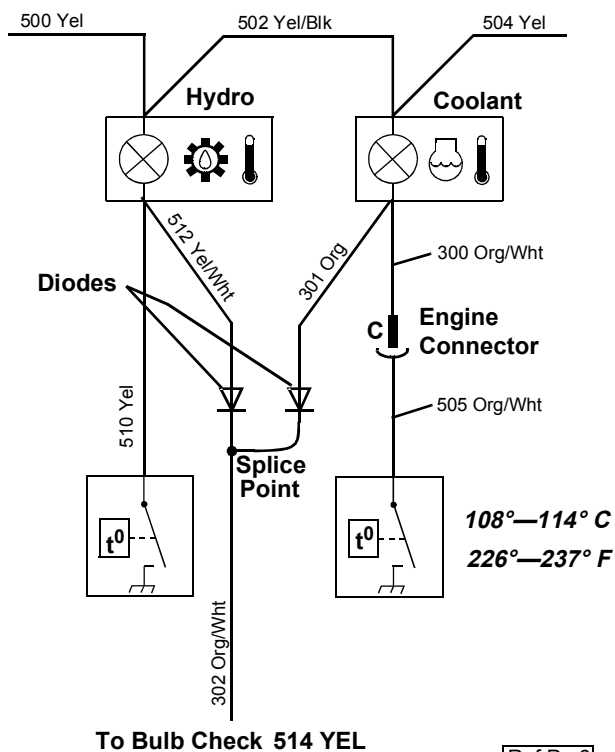 500 Yel
502 Yel/Blk
504 Yel
Hydro
Coolant
512 Yel/Wht
301 Org
300 Org/Wht
Diodes
C
Engine
Connector
510 Yel
505 Org/Wht
Splice
Point
t⁰
t⁰
108°—114° C
226°—237° F
302 Org/Wht
To Bulb Check 514 YEL